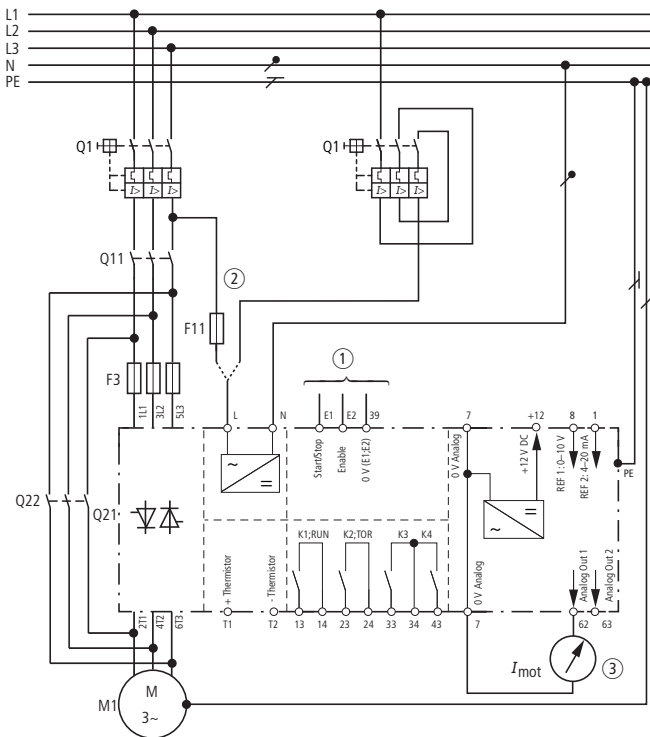 L1
L2
L3
N
PE
Q1
I> I> I>
Q1
I> I> I>
Q11
②
F11
①
F3
1L1
3L2
5L3
L
N
E1
E2
39
7
+12
8
1
Start/Stop
Enable
0 V (E1;E2)
0 V Analog
+12 V DC
REF 1: 0–10 V
REF 2: 4–20 mA
PE
~
=
=
~
Q22
Q21
K1;RUN
K2;TOR
K3
K4
+ Thermistor
- Thermistor
0 V Analog
Analog Out 1
Analog Out 2
2T1
4T2
6T3
T1
T2
13
14
23
24
33
34
43
7
62
63
Imot
③
M1
M
3~